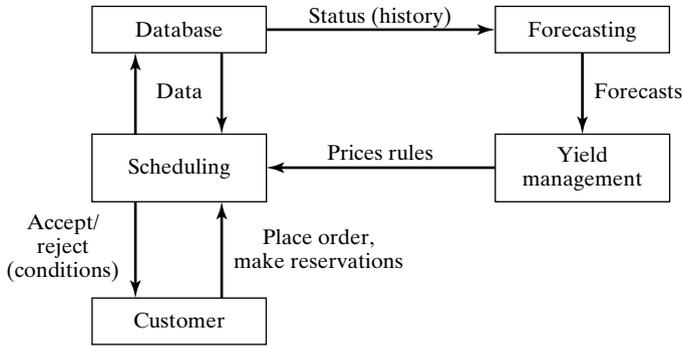 Status (history)
Database
Forecasting
Data
Forecasts
Scheduling
Prices rules
Yield
management
Accept/
reject
(conditions)
Place order,
make reservations
Customer